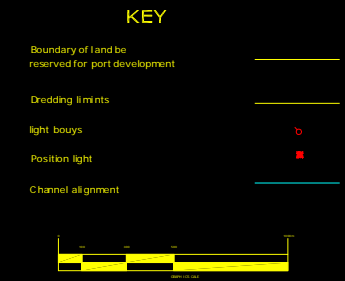 KEY
Boundary of land be
reserved for port development
Dredding limints
light bouys
Position light
Channel alignment